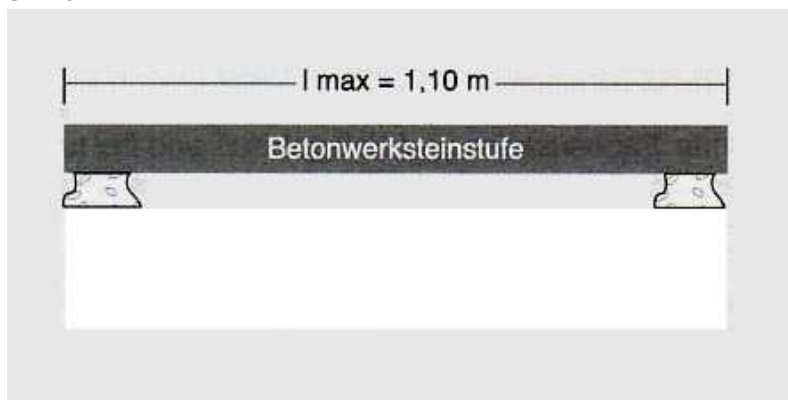 l max = 1,10 m
Betonwerksteinstufe